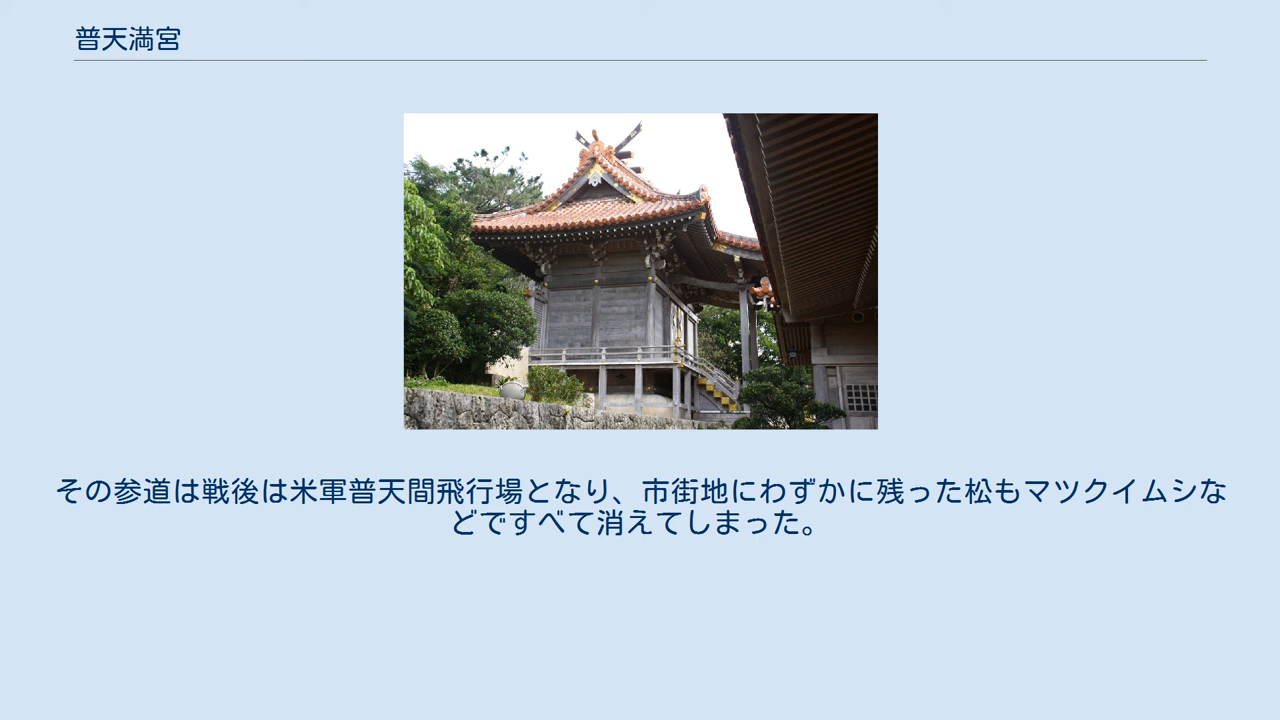 普天満宮
その参道は戦後は米軍普天間飛行場となり、市街地にわずかに残った松もマツクイムシな
どですべて消えてしまった。